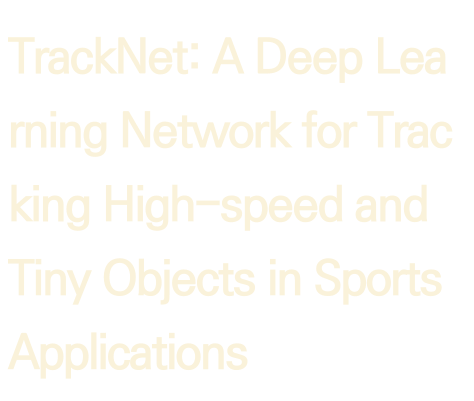 TrackNet: A Deep Lea
rning Network for Trac
king High-speed and
Tiny Objects in Sports
Applications